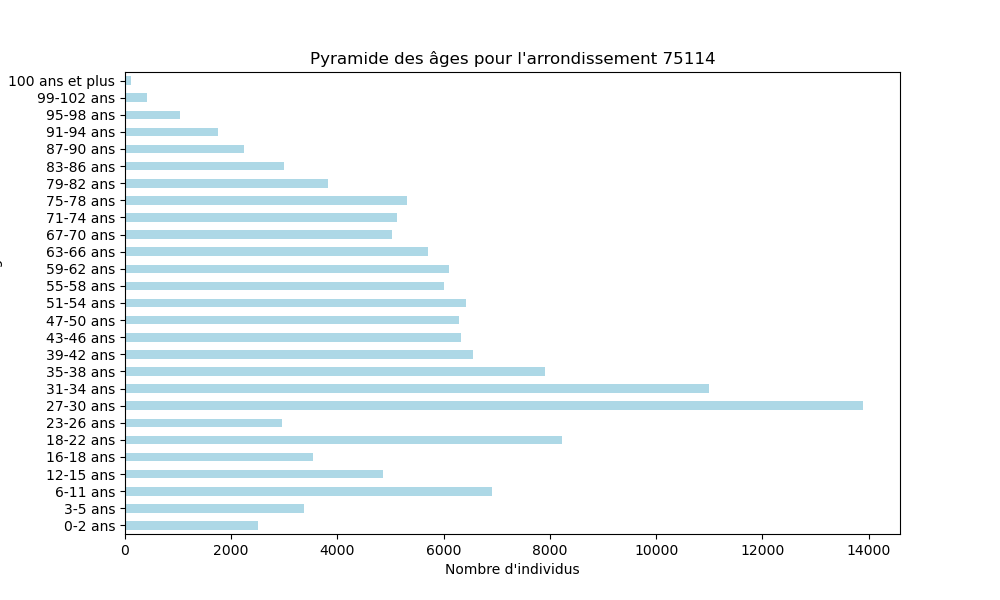 Pyramide des âges pour l'arrondissement 75114
100 ans et plus
99-102 ans
95-98 ans
91-94 ans
87-90 ans
83-86 ans
79-82 ans
75-78 ans
71-74 ans
67-70 ans
63-66 ans
59-62 ans
55-58 ans
51-54 ans
47-50 ans
43-46 ans
39-42 ans
35-38 ans
31-34 ans
27-30 ans
23-26 ans
18-22 ans
16-18 ans
12-15 ans
6-11 ans
3-5 ans
0-2 ans
0 2000 4000 6000 8000 10000 12000 14000
Nombre d'individus